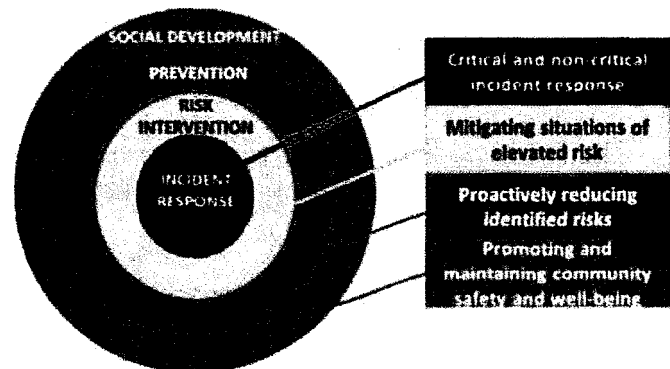 SOCIAL DEVELOPMENT
PREVENTION
RISK
INTERVENTION
INCIDENT
RESPONSE
Critical and non-critical
incident response
Mitigating situations of
elevated risk
Proactively reducing
identified risks
Promoting and
maintaining community
safety and well-being